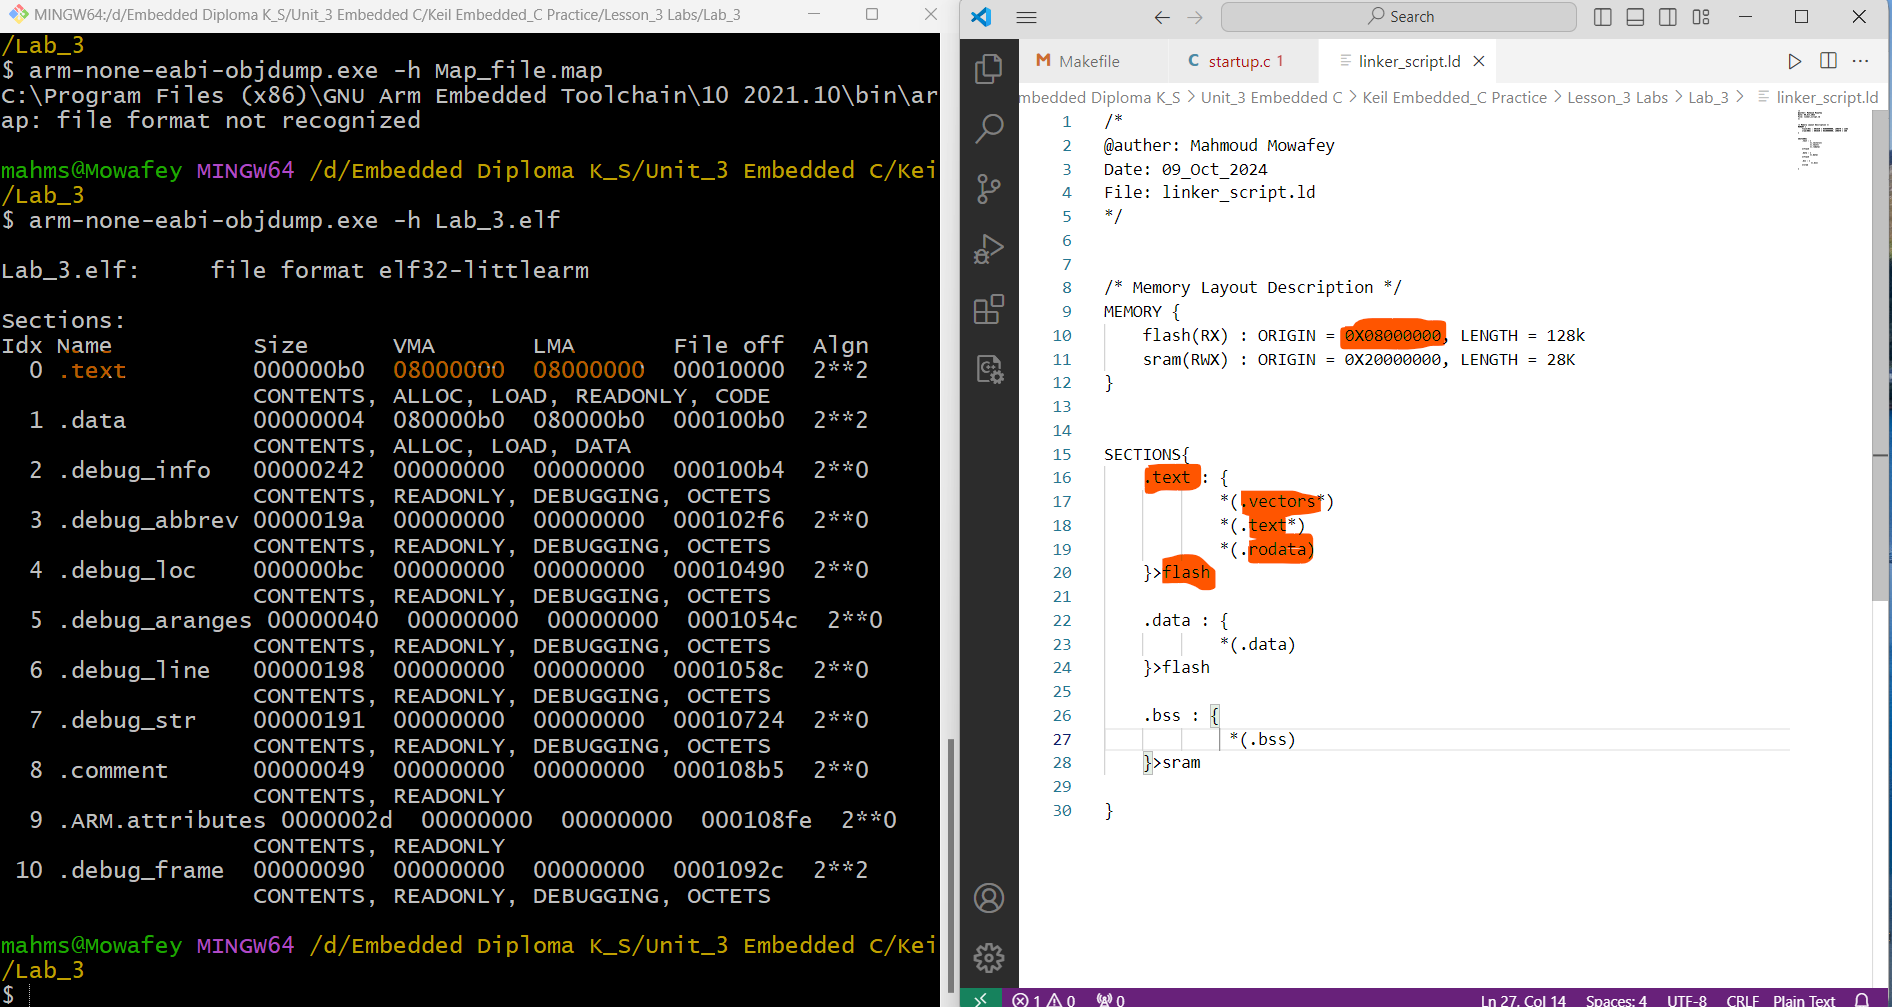 MINGW64:/d/Embedded Diploma K_S/Unit_3 Embedded C/Keil Embedded_C Practice/Lesson_3 Labs/Lab_3
/Lab_3
$ arm-none-eabi-objdump.exe -h Map_file.map
C:\Program Files (x86)\GNU Arm Embedded Toolchain\10 2021.10\bin\ar
ap: file format not recognized
mahms@Mowafey MINGW64 /d/Embedded Diploma K_S/Unit_3 Embedded C/Kei
/Lab_3
$ arm-none-eabi-objdump.exe -h Lab_3.elf
Lab_3.elf:     file format elf32-littlearm
Sections:
Idx Name          Size      VMA       LMA       File off  Algn
  0 .text         000000b0  08000000  08000000  00010000  2**2
                  CONTENTS, ALLOC, LOAD, READONLY, CODE
  1 .data         00000004  080000b0  080000b0  000100b0  2**2
                  CONTENTS, ALLOC, LOAD, DATA
  2 .debug_info   00000242  00000000  00000000  000100b4  2**0
                  CONTENTS, READONLY, DEBUGGING, OCTETS
  3 .debug_abbrev 0000019a  00000000  00000000  000102f6  2**0
                  CONTENTS, READONLY, DEBUGGING, OCTETS
  4 .debug_loc    000000bc  00000000  00000000  00010490  2**0
                  CONTENTS, READONLY, DEBUGGING, OCTETS
  5 .debug_aranges 00000040  00000000  00000000  0001054c  2**0
                  CONTENTS, READONLY, DEBUGGING, OCTETS
  6 .debug_line   00000198  00000000  00000000  0001058c  2**0
                  CONTENTS, READONLY, DEBUGGING, OCTETS
  7 .debug_str    00000191  00000000  00000000  00010724  2**0
                  CONTENTS, READONLY, DEBUGGING, OCTETS
  8 .comment      00000049  00000000  00000000  000108b5  2**0
                  CONTENTS, READONLY
  9 .ARM.attributes 0000002d  00000000  00000000  000108fe  2**0
                  CONTENTS, READONLY
 10 .debug_frame  00000090  00000000  00000000  0001092c  2**2
                  CONTENTS, READONLY, DEBUGGING, OCTETS
mahms@Mowafey MINGW64 /d/Embedded Diploma K_S/Unit_3 Embedded C/Kei
/Lab_3
$
Search
M Makefile
C startup.c 1
linker_script.ld
mbedded Diploma K_S > Unit_3 Embedded C > Keil Embedded_C Practice > Lesson_3 Labs > Lab_3 > linker_script.ld
1 /*
2 @auther: Mahmoud Mowafey
3 Date: 09_Oct_2024
4 File: linker_script.ld
5 */
6
7
8 /* Memory Layout Description */
9 MEMORY {
10     flash(RX) : ORIGIN = 0X08000000, LENGTH = 128k
11     sram(RWX) : ORIGIN = 0X20000000, LENGTH = 28K
12 }
13
14
15 SECTIONS{
16     .text : {
17             *(.vectors*)
18             *(.text*)
19             *(.rodata)
20     }>flash
21
22     .data : {
23             *(.data)
24     }>flash
25
26     .bss : {
27              *(.bss)
28     }>sram
29
30 }
1 0 0
Ln 27, Col 14 Spaces: 4 UTF-8 CRLF Plain Text